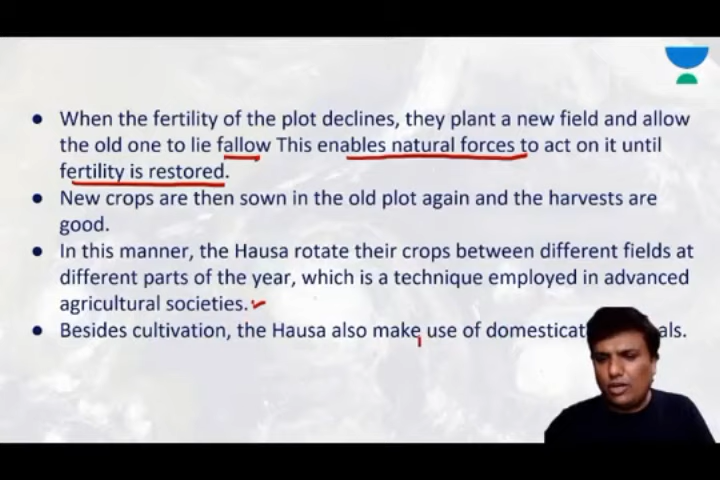 When the fertility of the plot declines, they plant a new field and allow
the old one to lie fallow This enables natural forces to act on it until
fertility is restored.
New crops are then sown in the old plot again and the harvests are
good.
In this manner, the Hausa rotate their crops between different fields at
different parts of the year, which is a technique employed in advanced
agricultural societies.
Besides cultivation, the Hausa also make use of